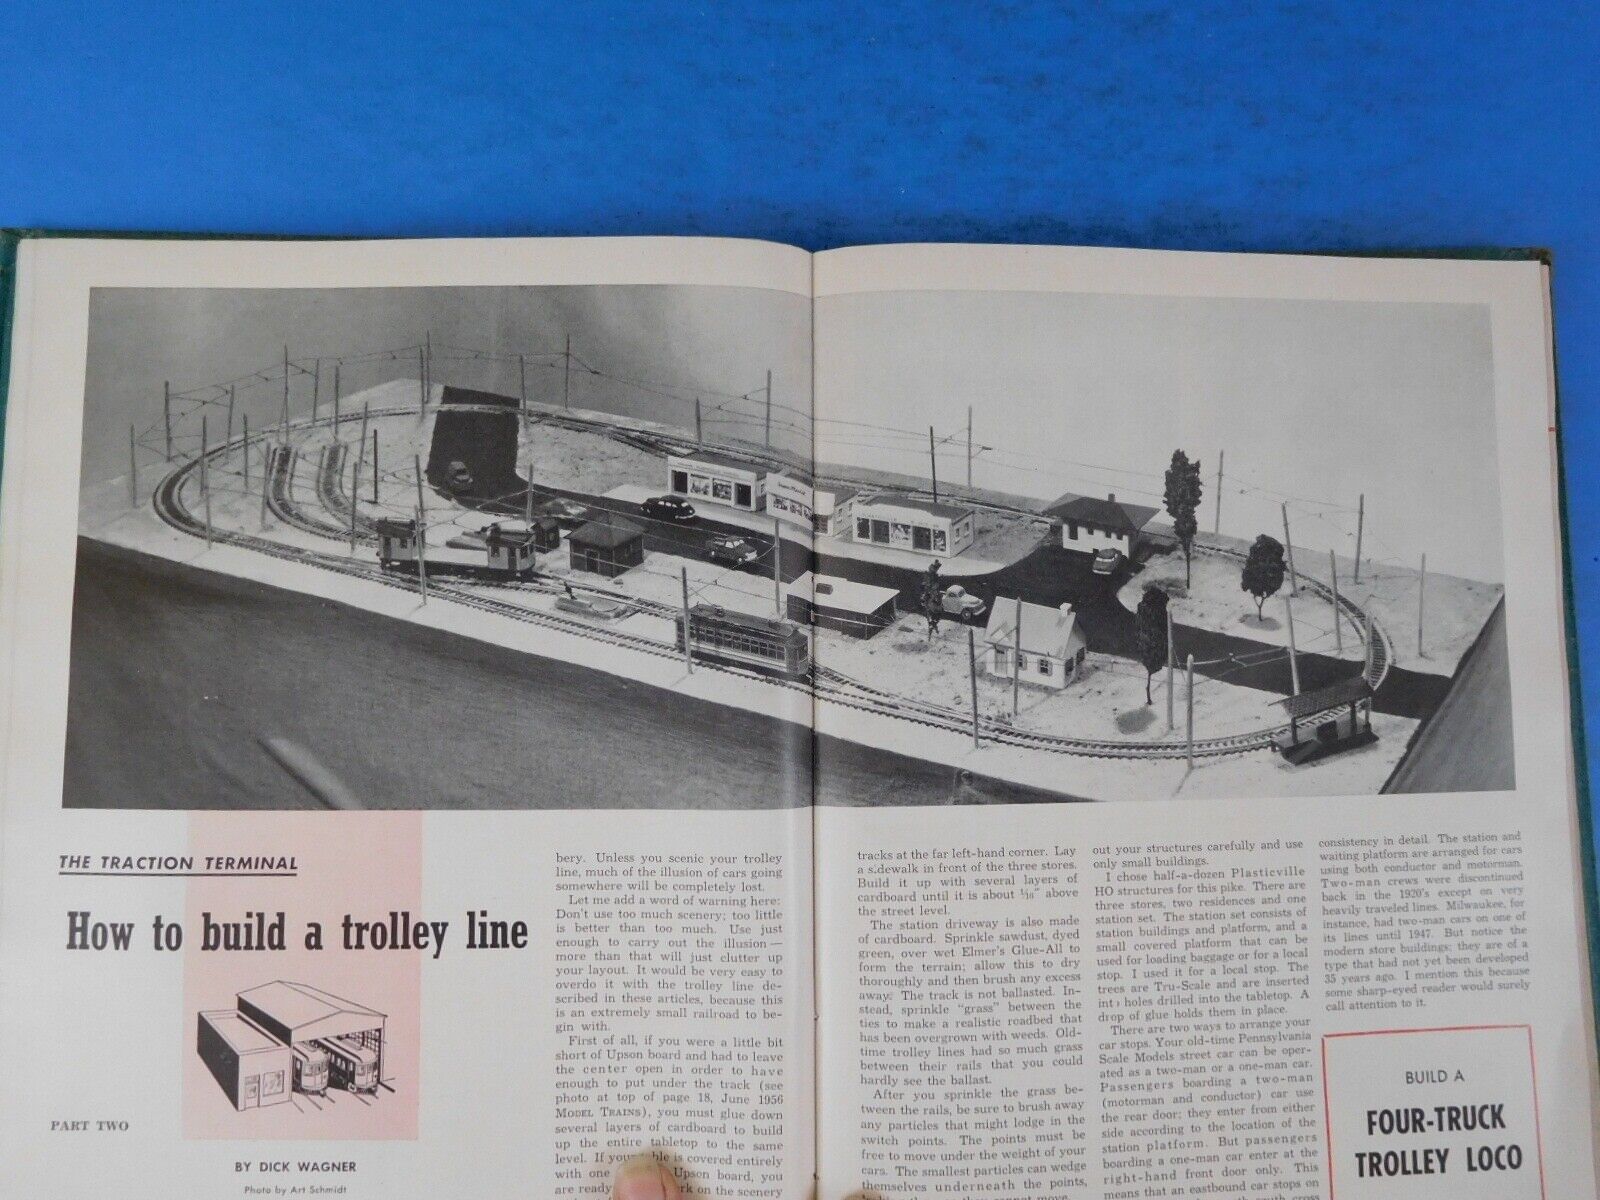 THE TRACTION TERMINAL
How to build a trolley line
PART TWO
BY DICK WAGNER
Photo by Art Schmidt
bery. Unless you scenic your trolley
line, much of the illusion of cars going
somewhere will be completely lost.
Let me add a word of warning here:
Don't use too much scenery; too little
is better than too much. Use just
enough to carry out the illusion —
more than that will just clutter up
your layout. It would be very easy to
overdo it with the trolley line de-
scribed in these articles, because this
is an extremely small railroad to be-
gin with.
First of all, if you were a little bit
short of Upson board and had to leave
the center open in order to have
enough to put under the track (see
photo at top of page 18, June 1956
MODEL TRAINS), you must glue down
several layers of cardboard to build
up the entire tabletop to the same
level. If your table is covered entirely
with one Upson board, you
are ready on the scenery
tracks at the far left-hand corner. Lay
a sidewalk in front of the three stores.
Build it up with several layers of
cardboard until it is about 1/16" above
the street level.
The station driveway is also made
of cardboard. Sprinkle sawdust, dyed
green, over wet Elmer's Glue-All to
form the terrain; allow this to dry
thoroughly and then brush any excess
away. The track is not ballasted. In-
stead, sprinkle "grass" between the
ties to make a realistic roadbed that
has been overgrown with weeds. Old-
time trolley lines had so much grass
between their rails that you could
hardly see the ballast.
After you sprinkle the grass be-
tween the rails, be sure to brush away
any particles that might lodge in the
switch points. The points must be
free to move under the weight of your
cars. The smallest particles can wedge
themselves underneath the points,
out your structures carefully and use
only small buildings.
I chose half-a-dozen Plasticville
HO structures for this pike. There are
three stores, two residences and one
station set. The station set consists of
station buildings and platform, and a
small covered platform that can be
used for loading baggage or for a local
stop. I used it for a local stop. The
trees are Tru-Scale and are inserted
into holes drilled into the tabletop. A
drop of glue holds them in place.
There are two ways to arrange your
car stops. Your old-time Pennsylvania
Scale Models street car can be oper-
ated as a two-man or a one-man car.
Passengers boarding a two-man
(motorman and conductor) car use
the rear door; they enter from either
side according to the location of the
station platform. But passengers
boarding a one-man car enter at the
right-hand front door only. This
means that an eastbound car stops on
consistency in detail. The station and
waiting platform are arranged for cars
using both conductor and motorman.
Two-man crews were discontinued
back in the 1920's except on very
heavily traveled lines. Milwaukee, for
instance, had two-man cars on one of
its lines until 1947. But notice the
modern store buildings; they are of a
type that had not yet been developed
35 years ago. I mention this because
some sharp-eyed reader would surely
call attention to it.
BUILD A
FOUR-TRUCK
TROLLEY LOCO